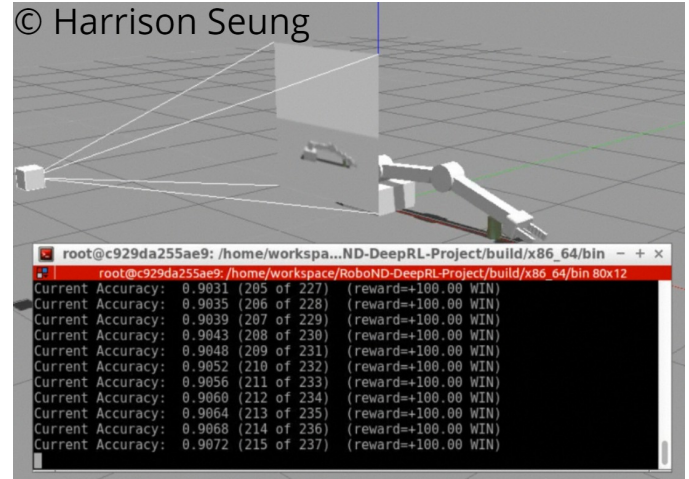 © Harrison Seung
root@c929da255ae9: /home/workspa...ND-DeepRL-Project/build/x86_64/bin
root@c929da255ae9: /home/workspace/RoboND-DeepRL-Project/build/x86_64/bin 80x12
Current Accuracy:  0.9031 (205 of 227)  (reward=+100.00 WIN)
Current Accuracy:  0.9035 (206 of 228)  (reward=+100.00 WIN)
Current Accuracy:  0.9039 (207 of 229)  (reward=+100.00 WIN)
Current Accuracy:  0.9043 (208 of 230)  (reward=+100.00 WIN)
Current Accuracy:  0.9048 (209 of 231)  (reward=+100.00 WIN)
Current Accuracy:  0.9052 (210 of 232)  (reward=+100.00 WIN)
Current Accuracy:  0.9056 (211 of 233)  (reward=+100.00 WIN)
Current Accuracy:  0.9060 (212 of 234)  (reward=+100.00 WIN)
Current Accuracy:  0.9064 (213 of 235)  (reward=+100.00 WIN)
Current Accuracy:  0.9068 (214 of 236)  (reward=+100.00 WIN)
Current Accuracy:  0.9072 (215 of 237)  (reward=+100.00 WIN)